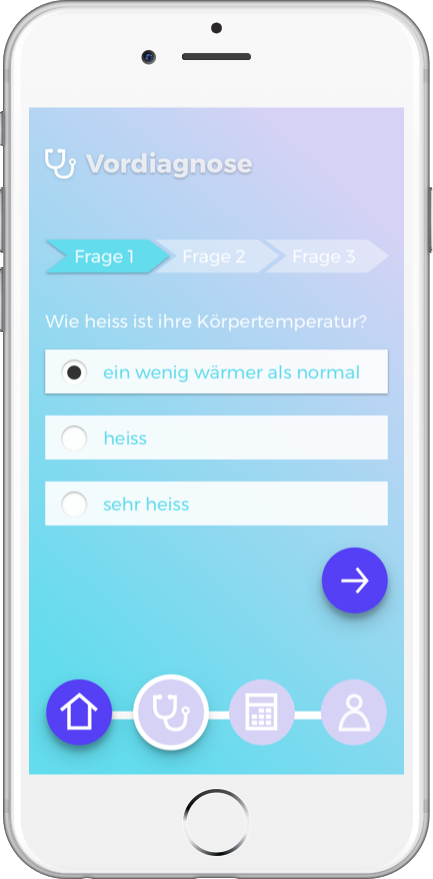 Vordiagnose
Frage 1 Frage 2 Frage 3
Wie heiss ist ihre Körpertemperatur?
ein wenig wärmer als normal
heiss
sehr heiss